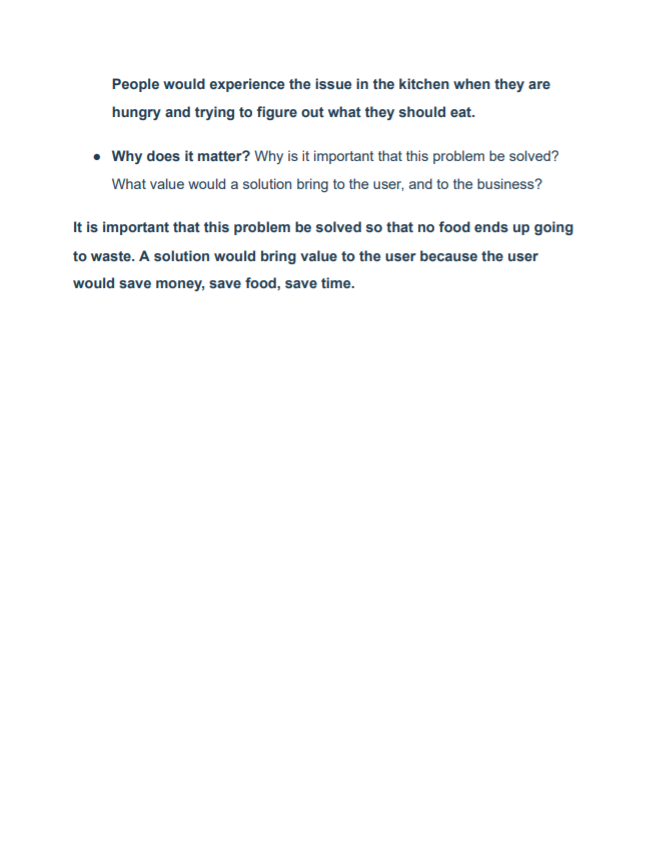 People would experience the issue in the kitchen when they are
hungry and trying to figure out what they should eat.
● Why does it matter? Why is it important that this problem be solved?
What value would a solution bring to the user, and to the business?
It is important that this problem be solved so that no food ends up going
to waste. A solution would bring value to the user because the user
would save money, save food, save time.